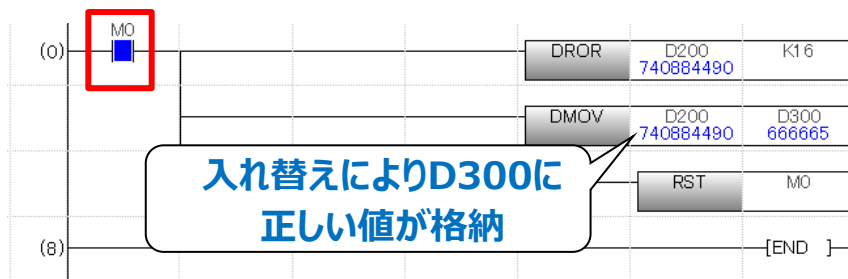 M0
(0) DROR D200 K16
740884490
DMOV D200 D300
740884490 666665
入れ替えによりD300に
正しい値が格納
RST M0
(8) [END ]